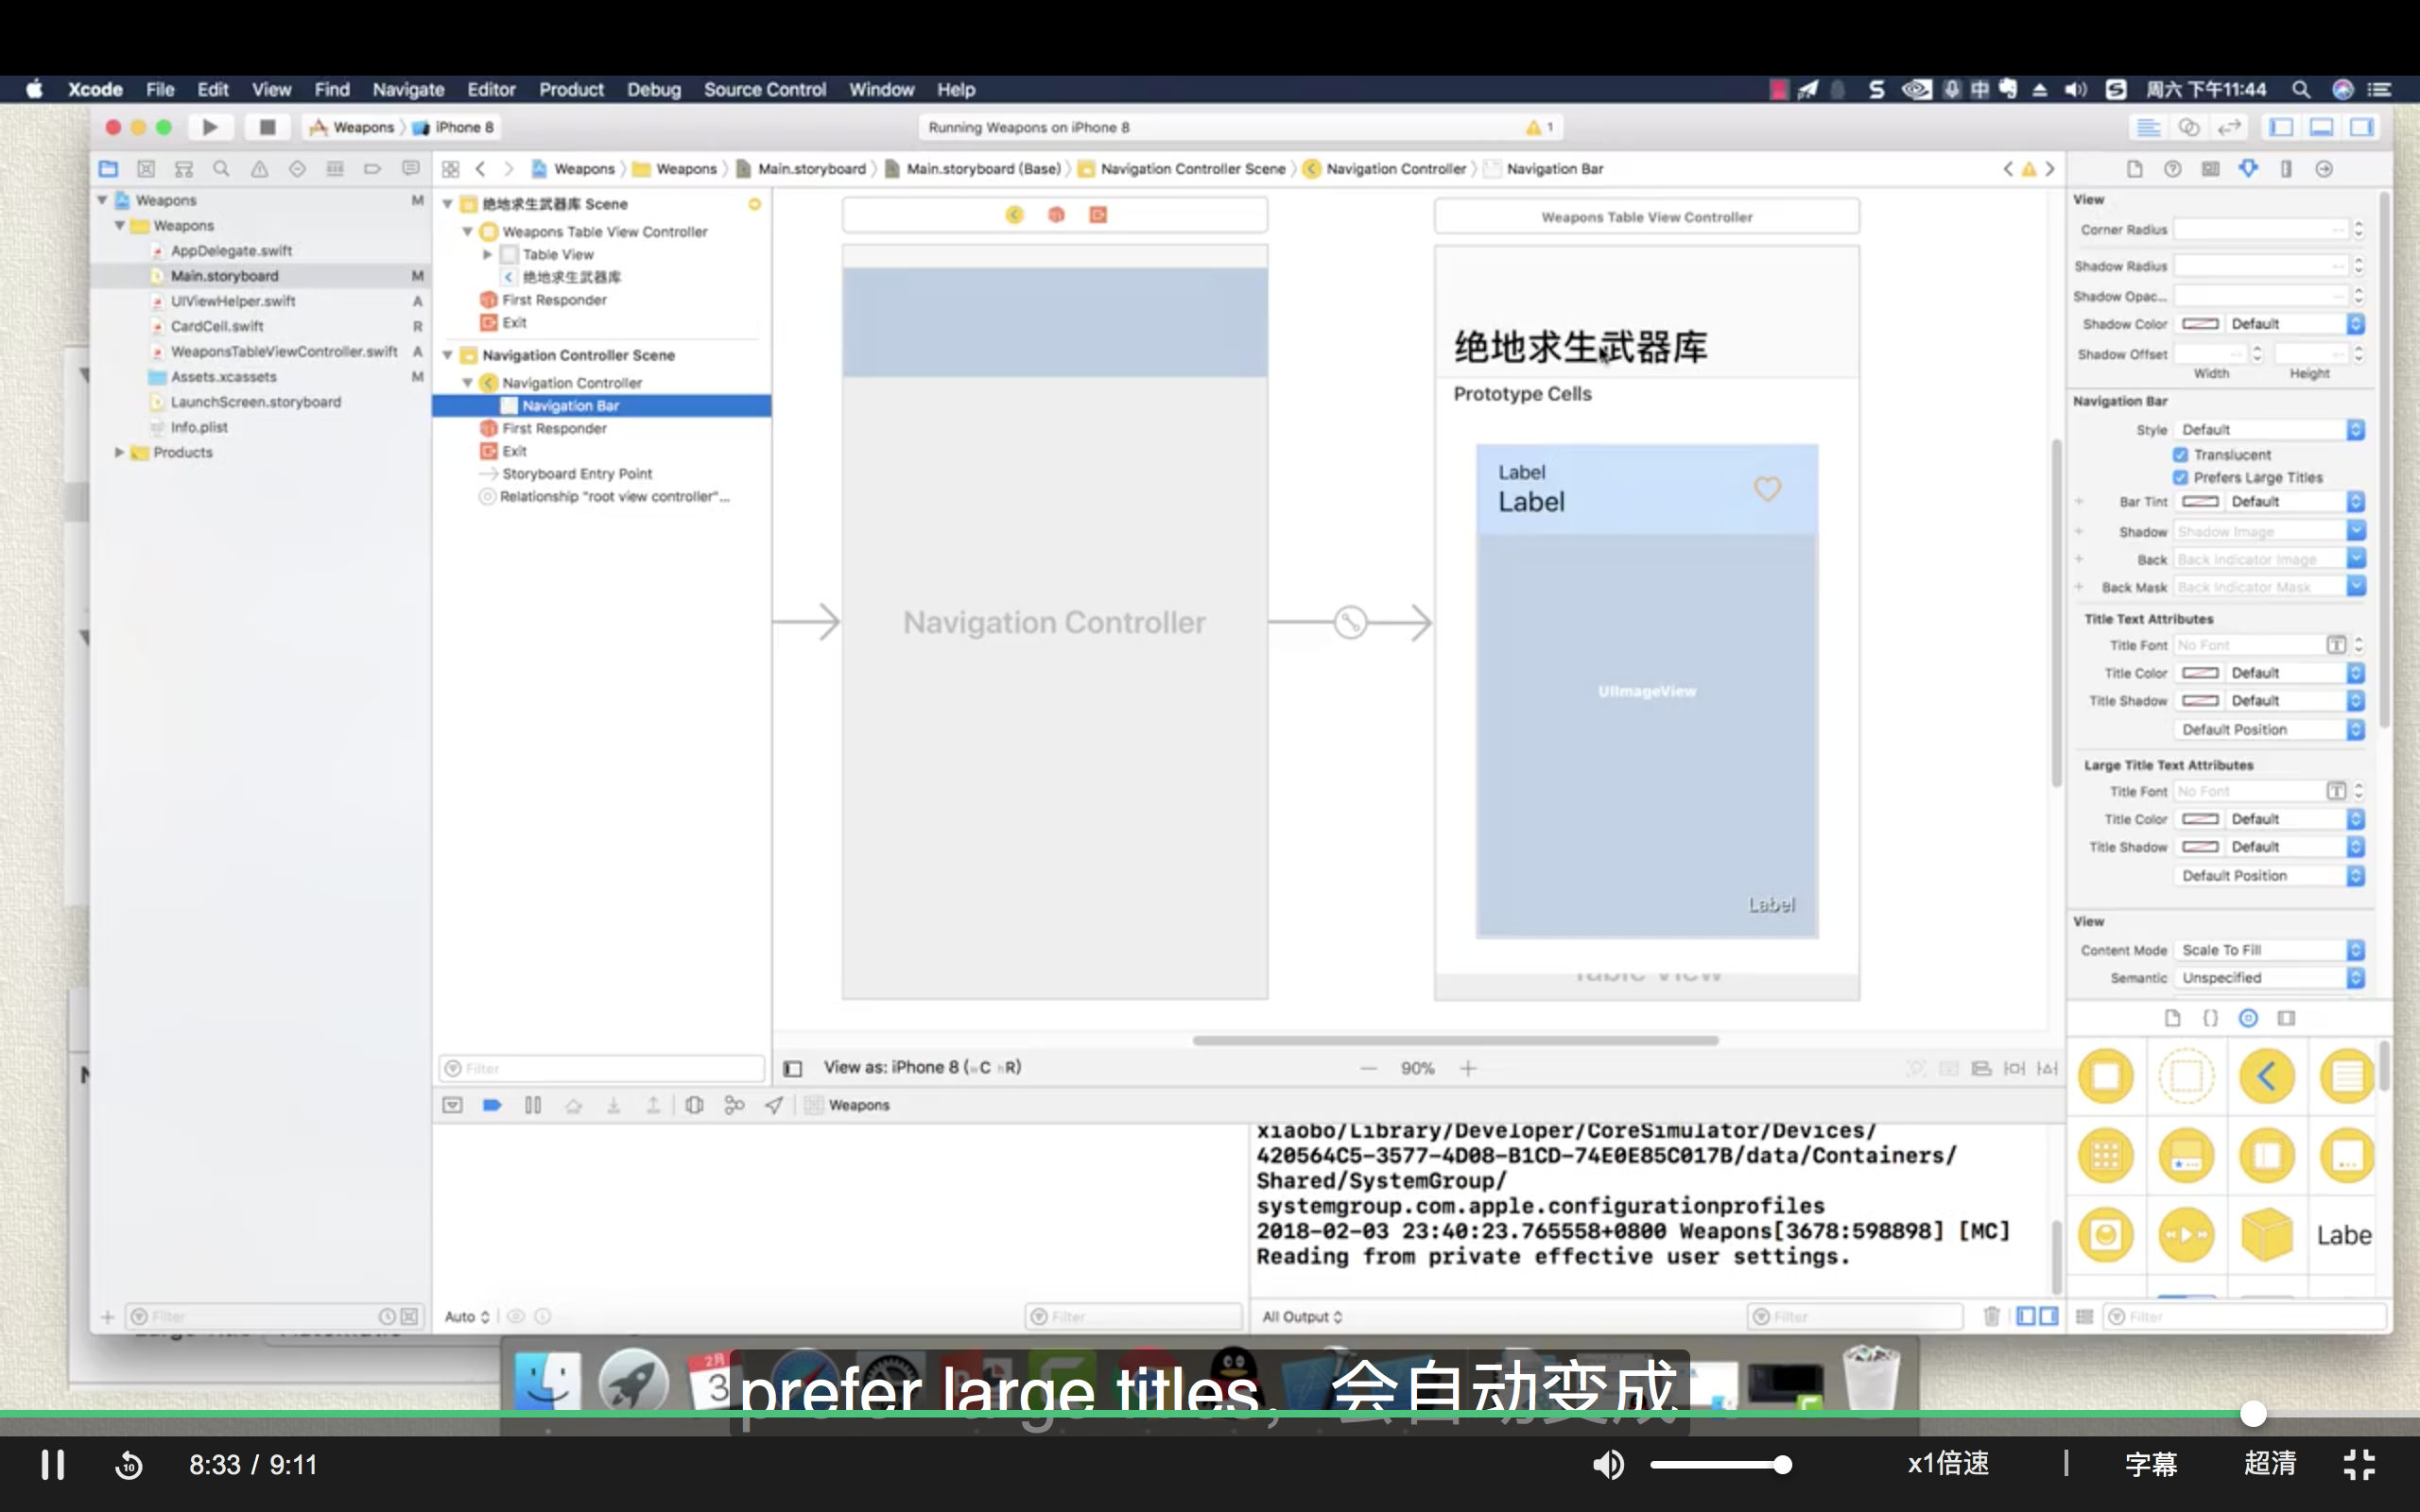 Xcode File Edit View Find Navigate Editor Product Debug Source Control Window Help 中 周六 下午11:44
Weapons iPhone 8 Running Weapons on iPhone 8 1
Weapons Weapons Main.storyboard Main.storyboard (Base) Navigation Controller Scene Navigation Controller Navigation Bar
Weapons M
Weapons
AppDelegate.swift
Main.storyboard M
UIViewHelper.swift A
CardCell.swift R
WeaponsTableViewController.swift A
Assets.xcassets M
LaunchScreen.storyboard
Info.plist
Products
Filter
绝地求生武器库 Scene
Weapons Table View Controller
Table View
绝地求生武器库
First Responder
Exit
Navigation Controller Scene
Navigation Controller
Navigation Bar
First Responder
Exit
Storyboard Entry Point
Relationship "root view controller"...
Filter
Navigation Controller
Weapons Table View Controller
绝地求生武器库
Prototype Cells
Label
Label
UIImageView
Label
Table View
View as: iPhone 8 (wC hR) 90%
Weapons
xiaobo/Library/Developer/CoreSimulator/Devices/
420564C5-3577-4D08-B1CD-74E0E85C017B/data/Containers/
Shared/SystemGroup/
systemgroup.com.apple.configurationprofiles
2018-02-03 23:40:23.765558+0800 Weapons[3678:598898] [MC]
Reading from private effective user settings.
Auto Filter
All Output Filter
View
Corner Radius
Shadow Radius
Shadow Opac...
Shadow Color Default
Shadow Offset
Width Height
Navigation Bar
Style Default
Translucent
Prefers Large Titles
Bar Tint Default
Shadow Shadow Image
Back Back Indicator Image
Back Mask Back Indicator Mask
Title Text Attributes
Title Font No Font
Title Color Default
Title Shadow Default
Default Position
Large Title Text Attributes
Title Font No Font
Title Color Default
Title Shadow Default
Default Position
View
Content Mode Scale To Fill
Semantic Unspecified
Labe
Filter
2月
3
prefer large titles，会自动变成
10 8:33 / 9:11 x1倍速 | 字幕 超清